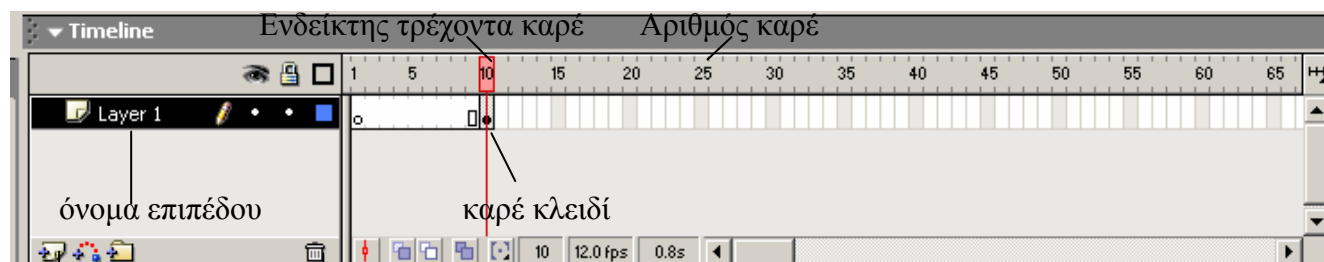 Timeline Ενδείκτης τρέχοντα καρέ Αριθμός καρέ
1 5 10 15 20 25 30 35 40 45 50 55 60 65
Layer 1
όνομα επιπέδου καρέ κλειδί
10 12.0 fps 0.8s